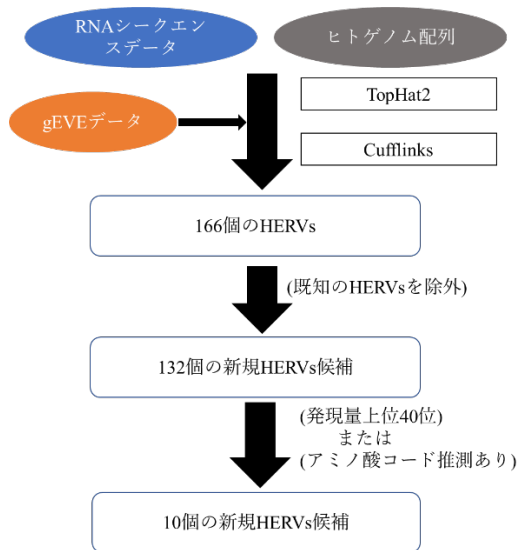 RNAシークエン
スデータ
ヒトゲノム配列
TopHat2
gEVEデータ
Cufflinks
166個のHERVs
(既知のHERVsを除外)
132個の新規HERVs候補
(発現量上位40位)
または
(アミノ酸コード推測あり)
10個の新規HERVs候補